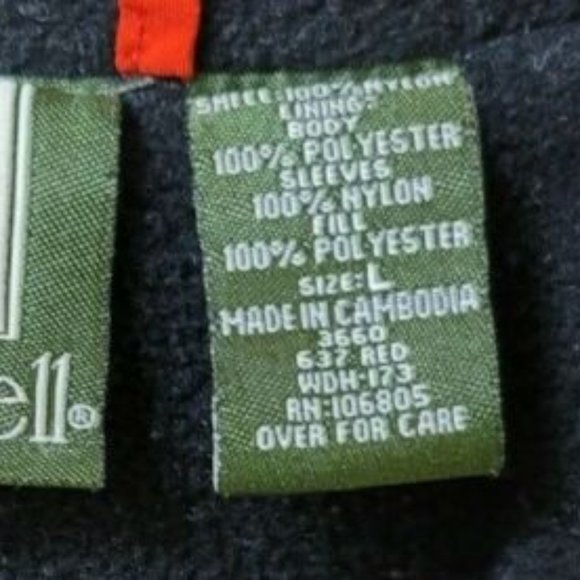 SHELL: 100% NYLON
LINING:
BODY
100% POLYESTER
SLEEVES
100% NYLON
FILL
100% POLYESTER
SIZE: L
MADE IN CAMBODIA
3660
637 RED
WDH-173
RN:106805
OVER FOR CARE
ell®